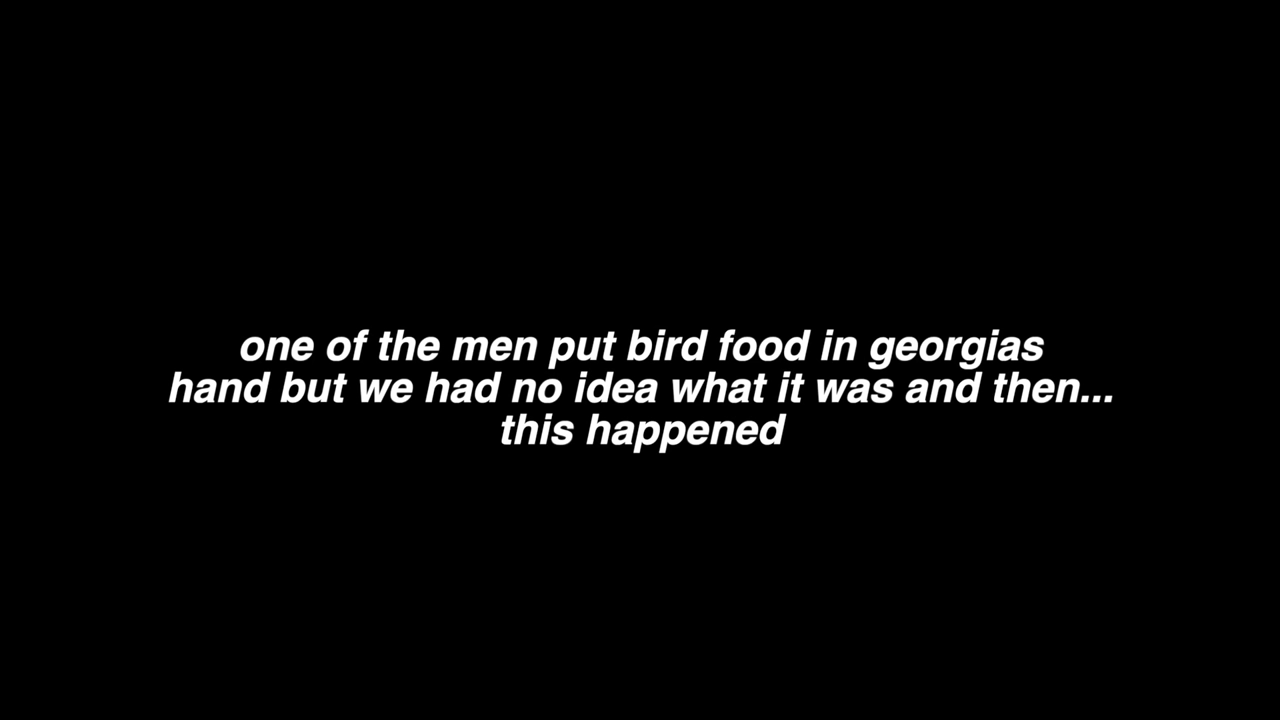 one of the men put bird food in georgias
hand but we had no idea what it was and then...
this happened